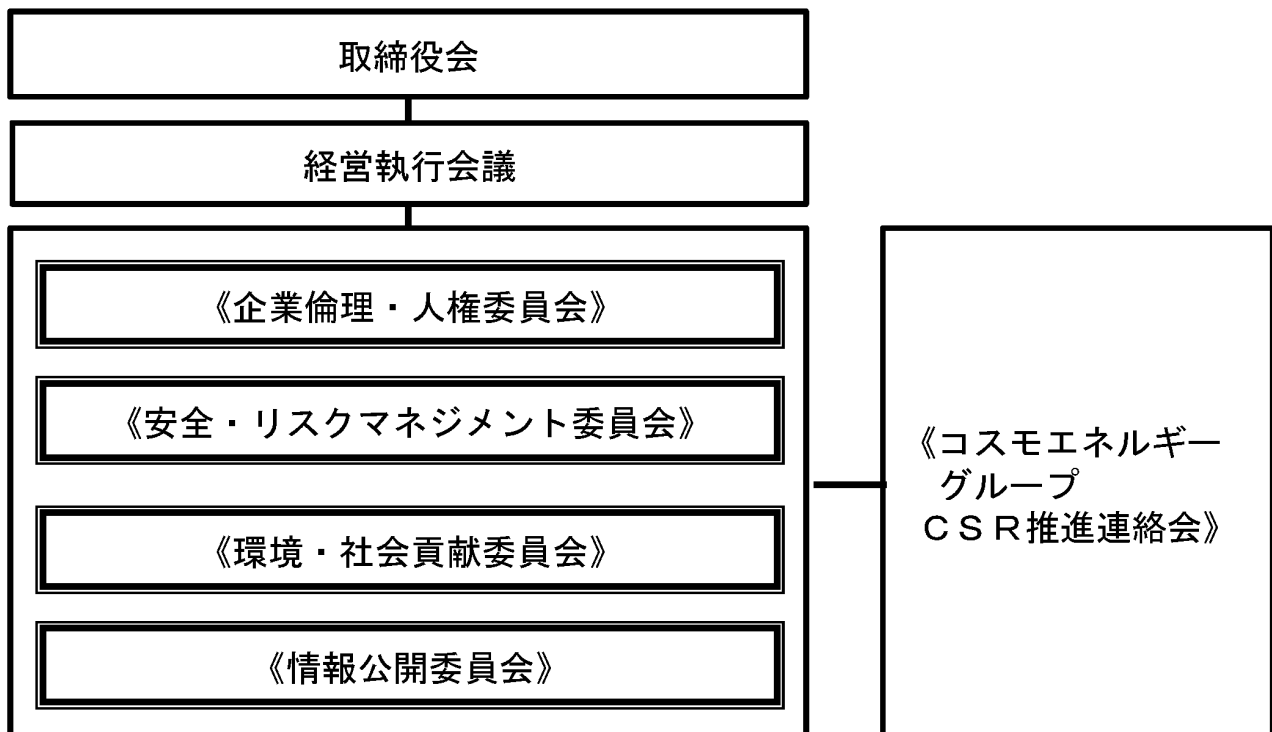 取締役会
経営執行会議
《企業倫理・人権委員会》
《安全・リスクマネジメント委員会》
《環境・社会貢献委員会》
《情報公開委員会》
《コスモエネルギー
グループ
ＣＳＲ推進連絡会》